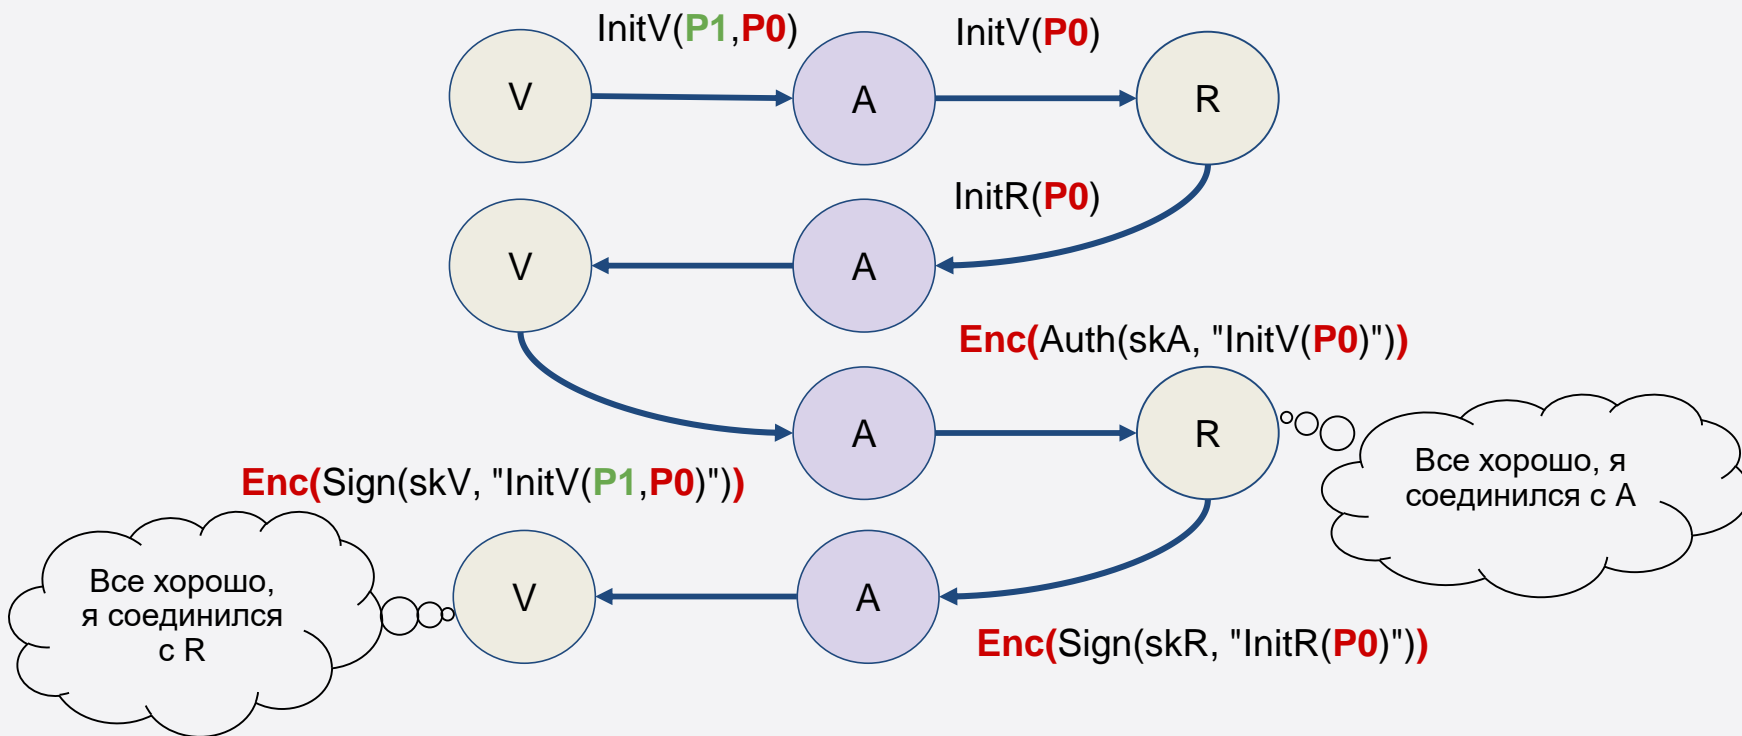 InitV(P1,P0)
InitV(P0)
V
A
R
InitR(P0)
V
A
Enc(Auth(skA, "InitV(P0)"))
A
R
Все хорошо, я
соединился с А
Enc(Sign(skV, "InitV(P1,P0)"))
Все хорошо,
я соединился
с R
V
A
Enc(Sign(skR, "InitR(P0)"))